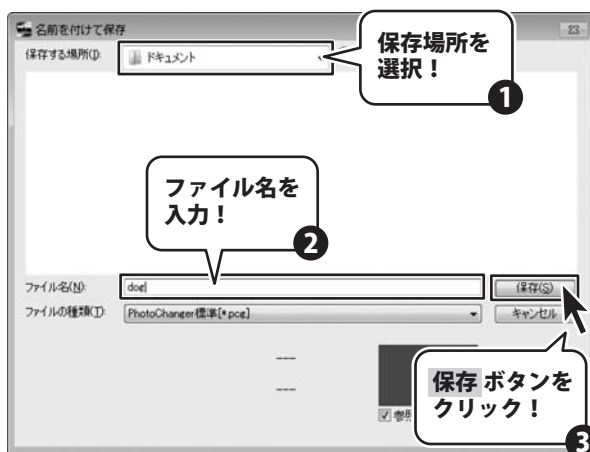 名前を付けて保存
保存する場所(I):
ドキュメント
保存場所を
選択！
1
ファイル名を
入力！
2
ファイル名(N):
dog
保存(S)
ファイルの種類(T):
PhotoChanger標準[*.pcg]
キャンセル
---
---
保存 ボタンを
クリック！
3